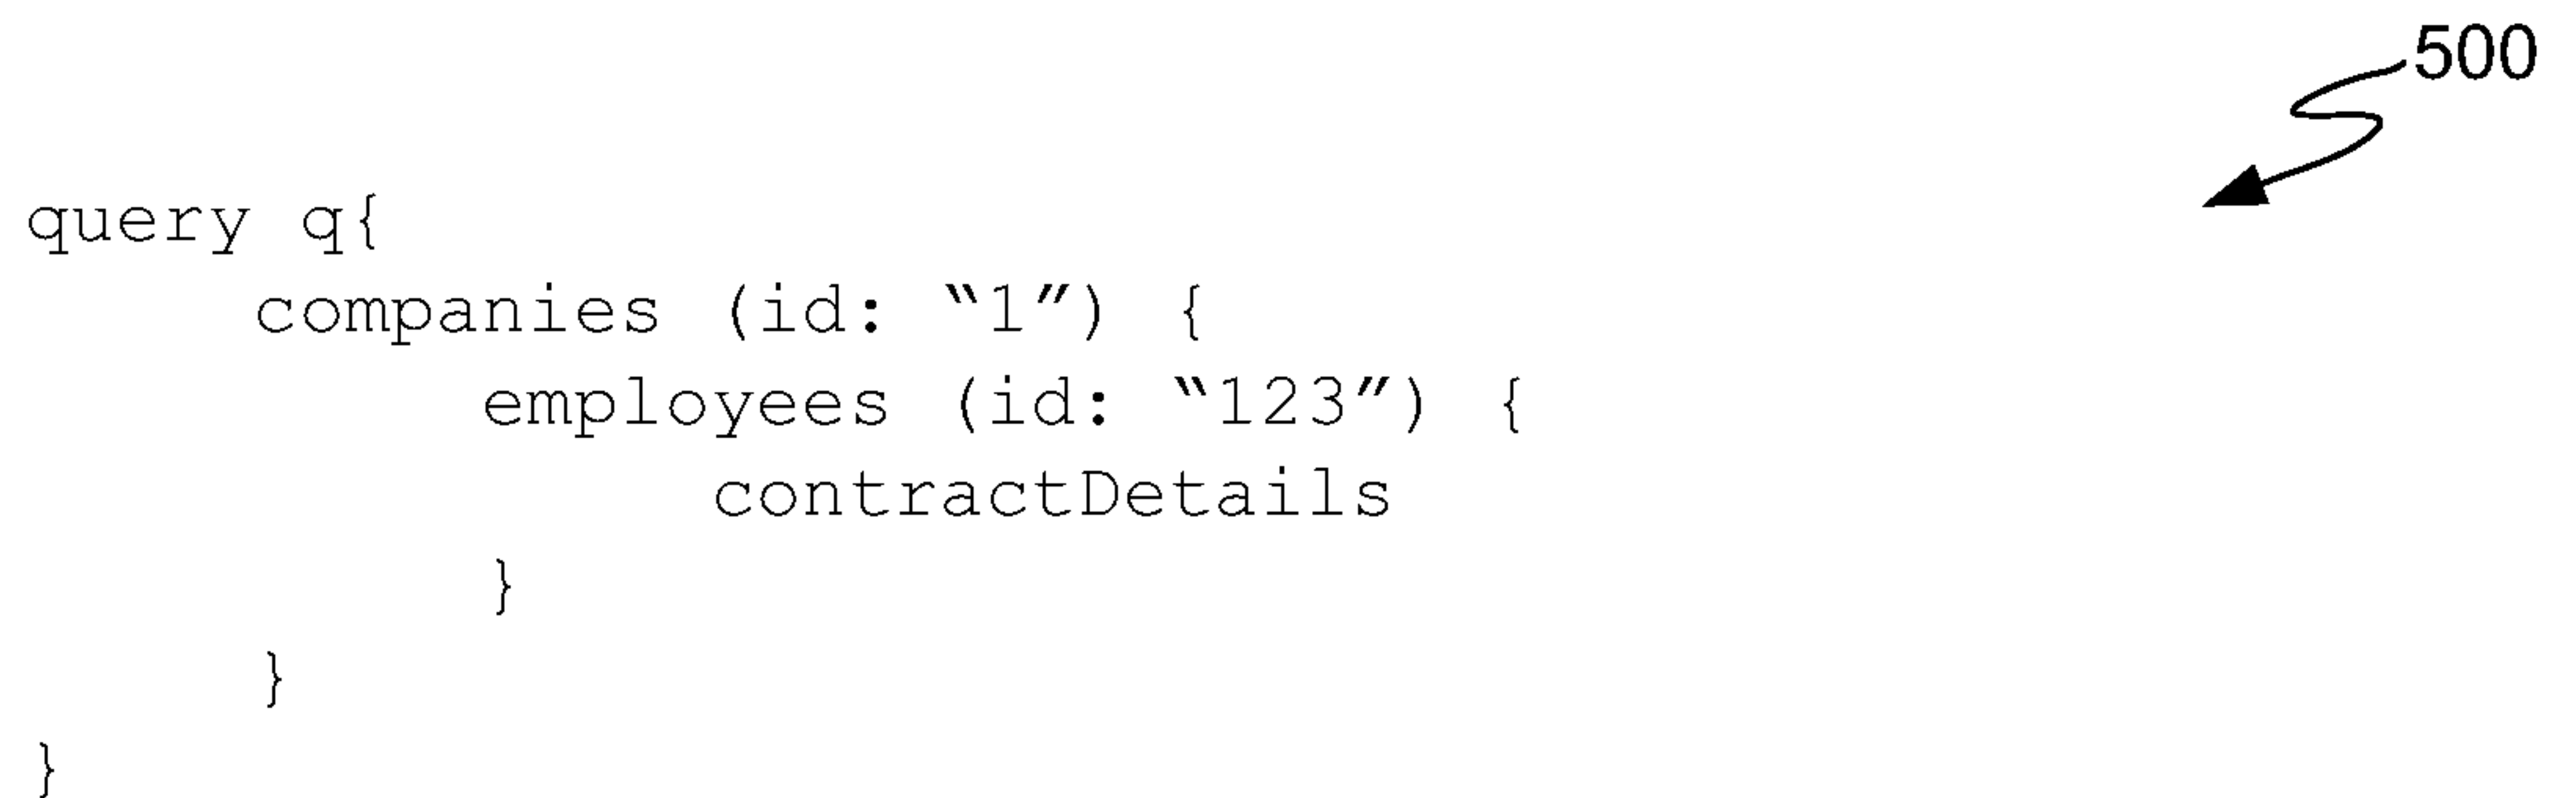 500
query q{
companies (id: “1”) {
employees (id: “123”) {
contractDetails
}
}
}